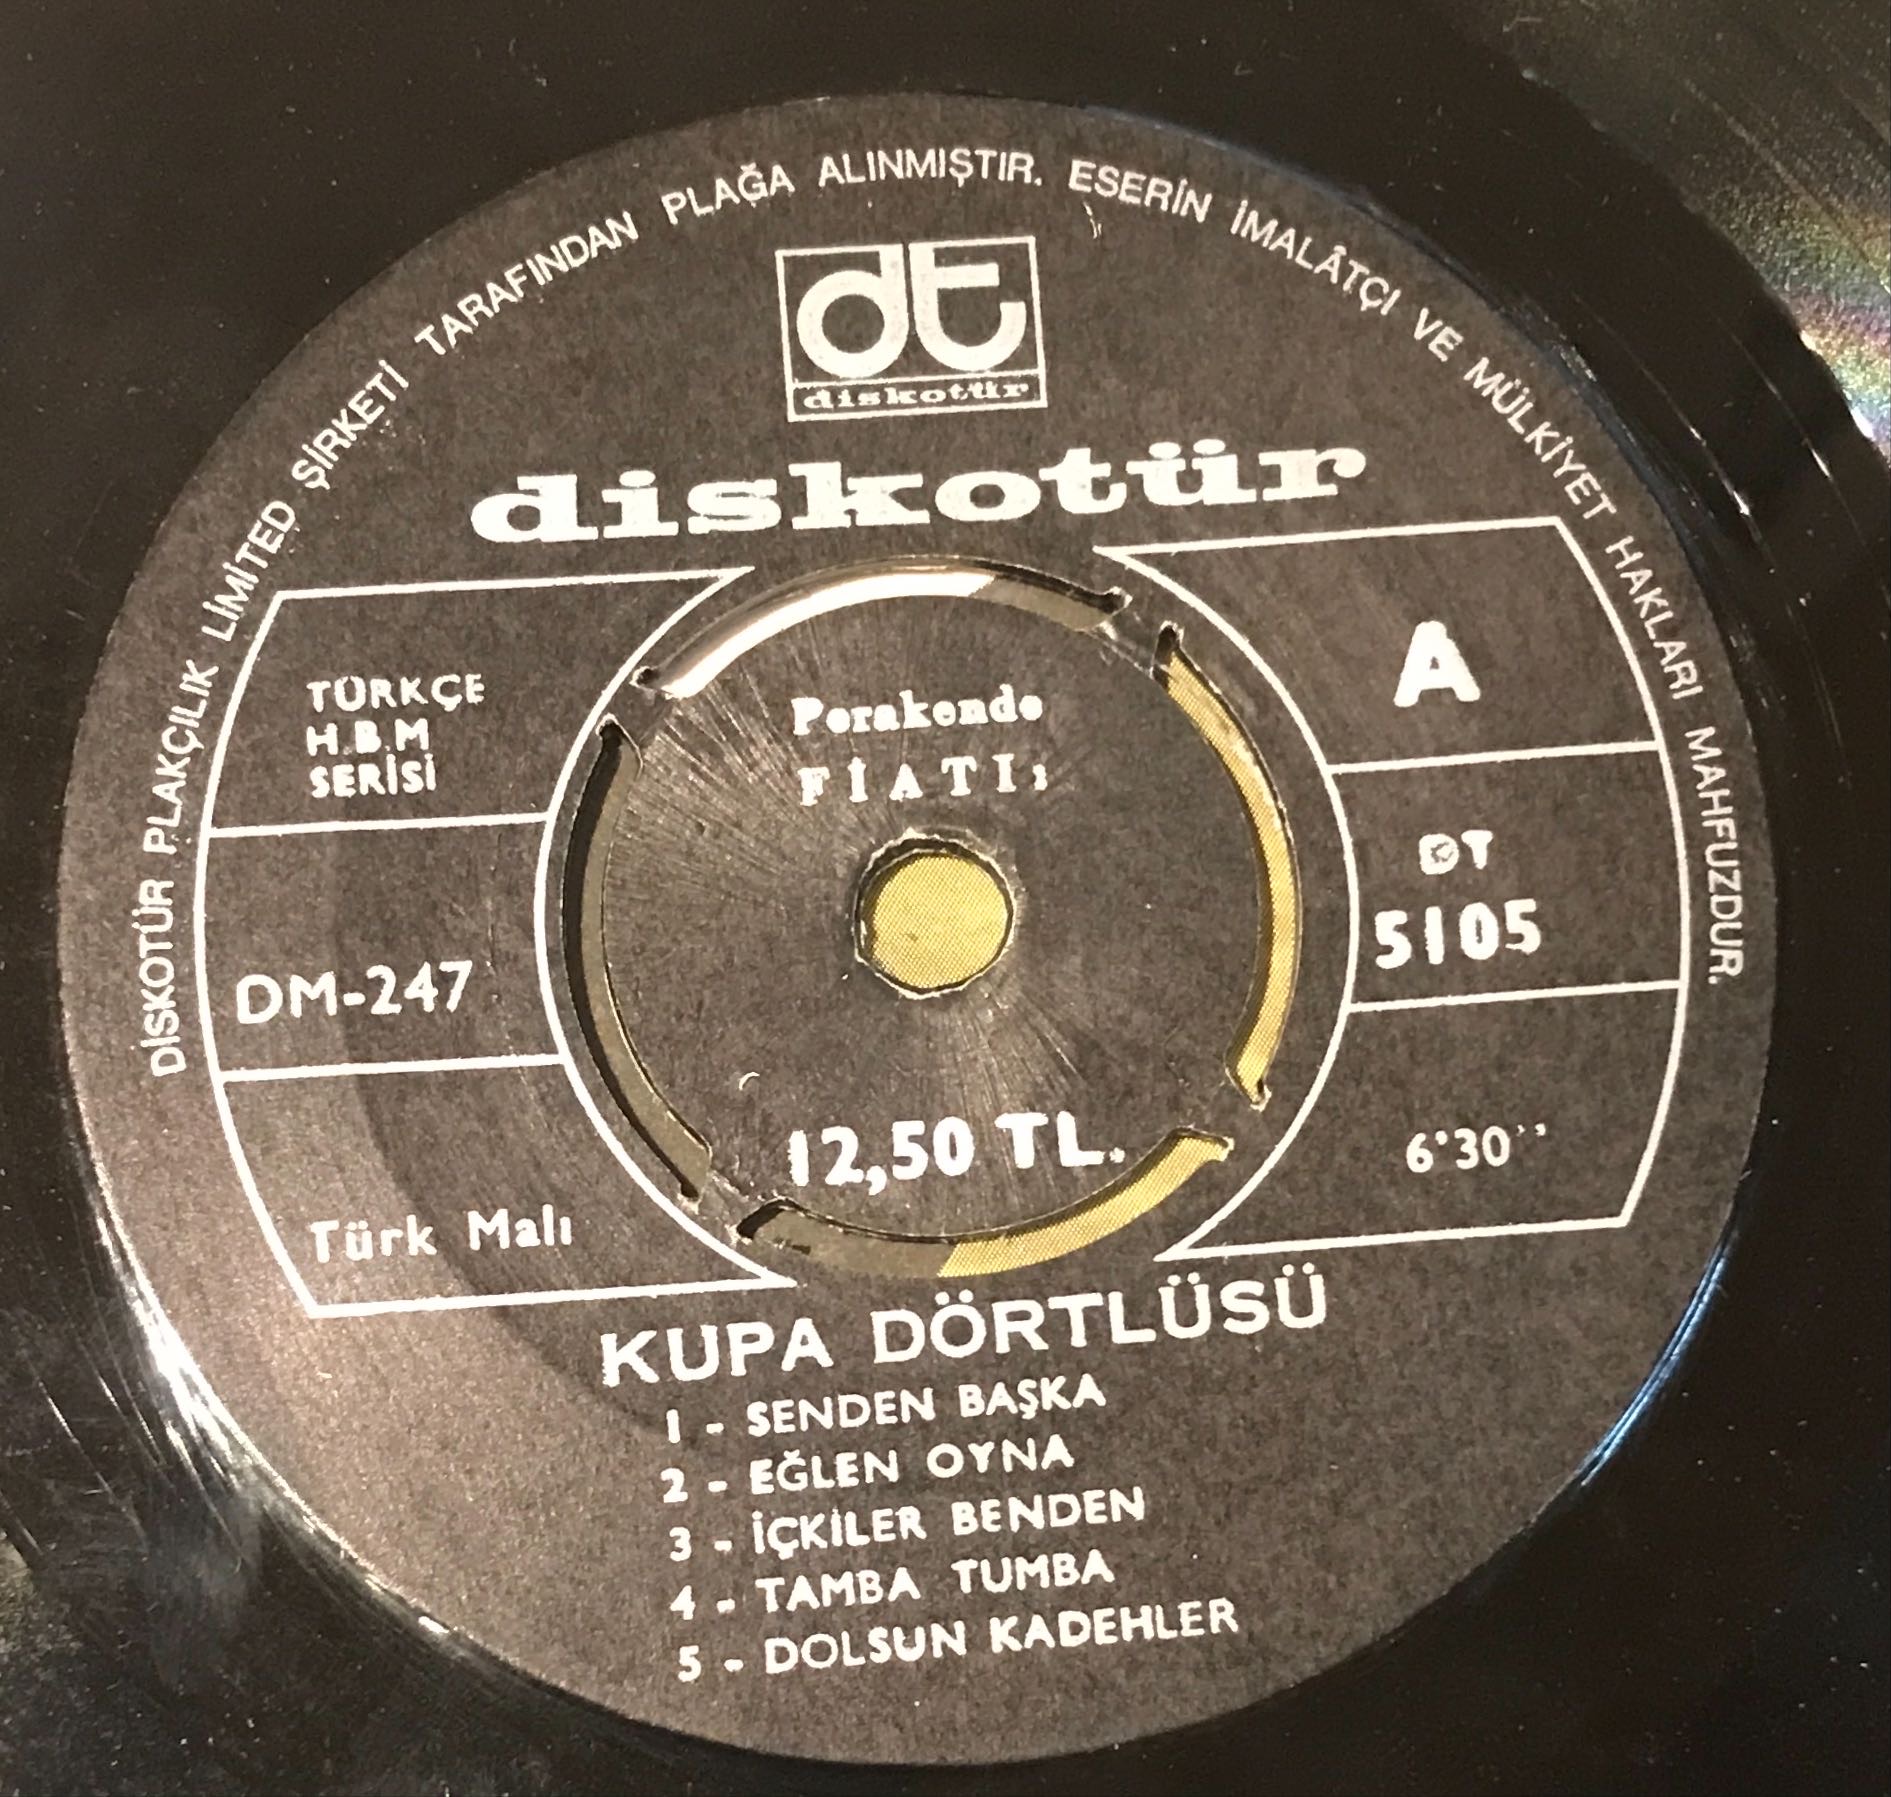 DİSKOTÜR PLAKÇILIK LİMİTED ŞİRKETİ TARAFINDAN PLAĞA ALINMIŞTIR. ESERİN İMALÂTÇI VE MÜLKİYET HAKLARI MAHFUZDUR.
dt
diskotür
diskotür
TÜRKÇE
H.B.M
SERİSİ
DM-247
Türk Malı
Perakende
FİATI:
12,50 TL.
A
DT
5105
6'30''
KUPA DÖRTLÜSÜ
1 - SENDEN BAŞKA
2 - EĞLEN OYNA
3 - İÇKİLER BENDEN
4 - TAMBA TUMBA
5 - DOLSUN KADEHLER